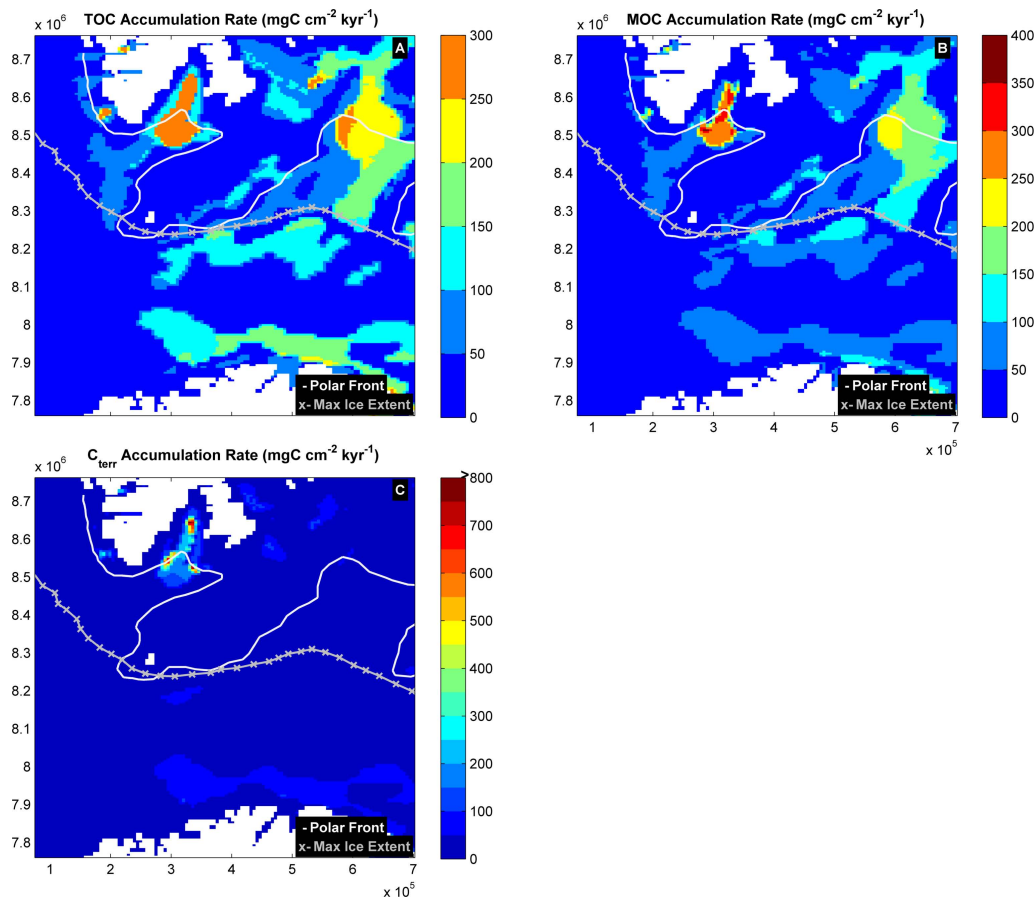 TOC Accumulation Rate (mgC cm-2 kyr-1)
x 10^6
A
8.7
8.6
8.5
8.4
8.3
8.2
8.1
8
7.9
7.8
300
250
200
150
100
50
0
- Polar Front
x- Max Ice Extent
MOC Accumulation Rate (mgC cm-2 kyr-1)
x 10^6
B
8.7
8.6
8.5
8.4
8.3
8.2
8.1
8
7.9
7.8
400
350
300
250
200
150
100
50
0
- Polar Front
x- Max Ice Extent
1 2 3 4 5 6 7
x 10^5
C_terr Accumulation Rate (mgC cm-2 kyr-1)
x 10^6
C
8.7
8.6
8.5
8.4
8.3
8.2
8.1
8
7.9
7.8
>
800
700
600
500
400
300
200
100
0
- Polar Front
x- Max Ice Extent
1 2 3 4 5 6 7
x 10^5